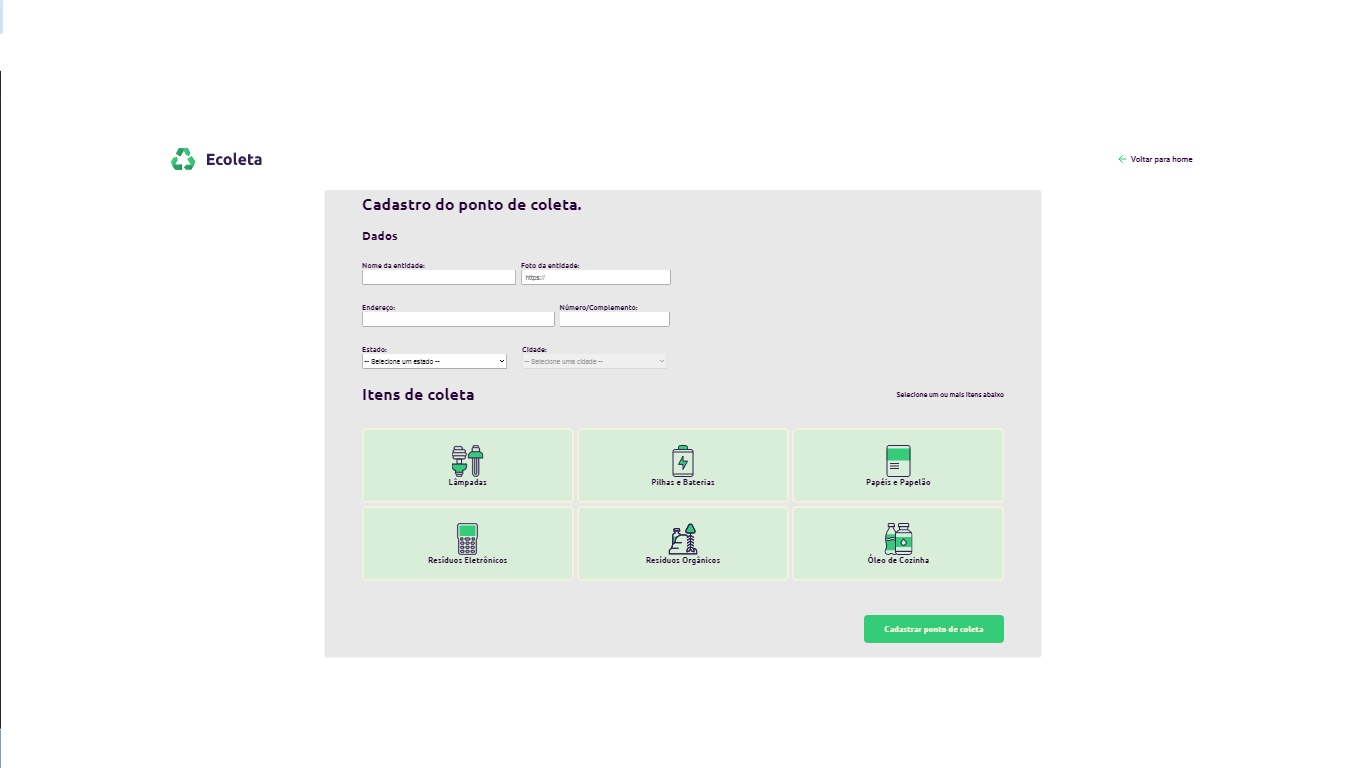 Ecoleta
Voltar para home
Cadastro do ponto de coleta.
Dados
Nome da entidade: Foto da entidade:
https://
Endereço: Número/Complemento:
Estado: Cidade:
-- Selecione um estado -- -- Selecione uma cidade --
Itens de coleta Selecione um ou mais itens abaixo
Lâmpadas Pilhas e Baterias Papéis e Papelão
Resíduos Eletrônicos Resíduos Orgânicos Óleo de Cozinha
Cadastrar ponto de coleta